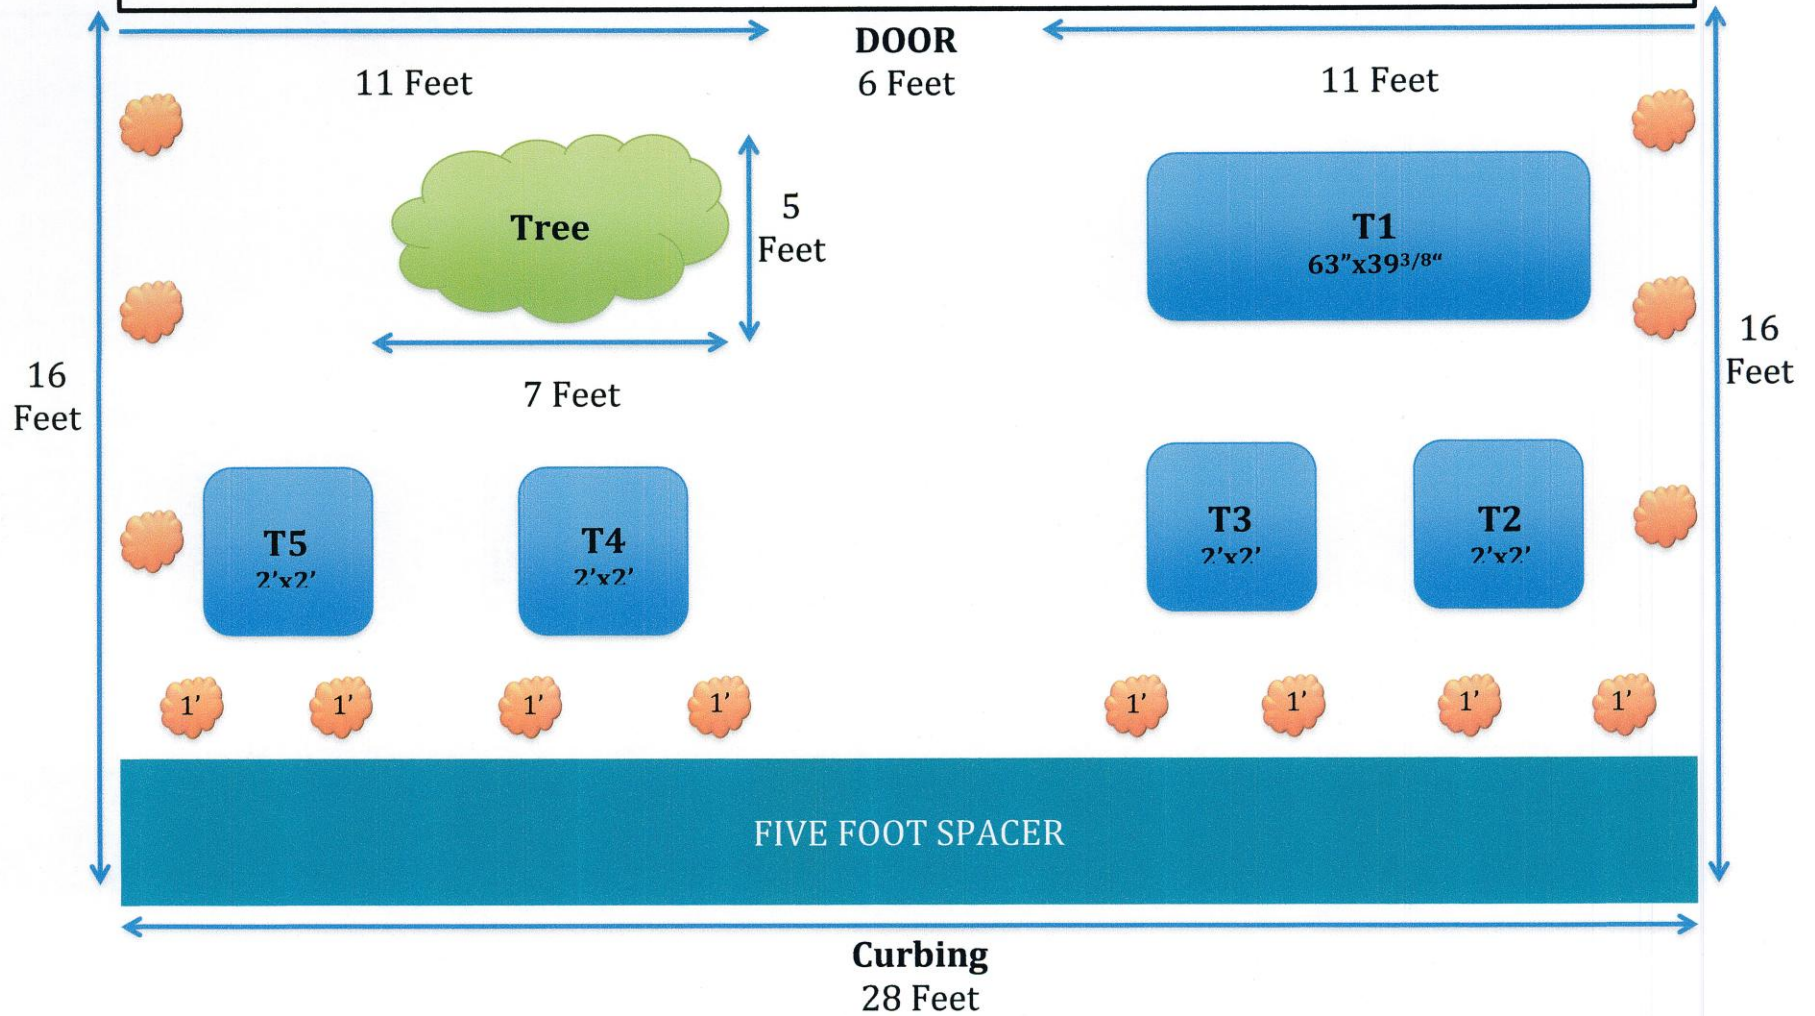 DOOR
11 Feet
6 Feet
11 Feet
Tree
5
Feet
T1
63”x39³/⁸“
16
Feet
16
Feet
7 Feet
T5
2’x2’
T4
2’x2’
T3
2’x2’
T2
2’x2’
1’
1’
1’
1’
1’
1’
1’
1’
FIVE FOOT SPACER
Curbing
28 Feet